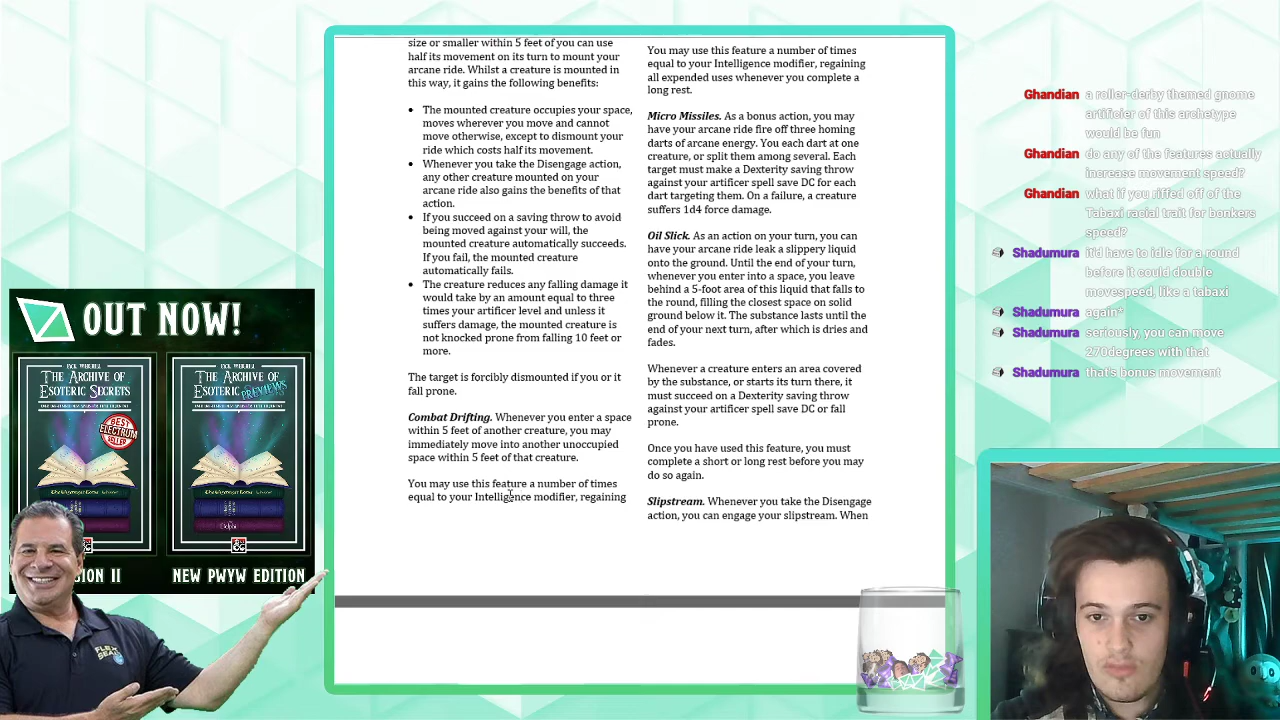 size or smaller within 5 feet of you can use
half its movement on its turn to mount your
arcane ride. Whilst a creature is mounted in
this way, it gains the following benefits:
• The mounted creature occupies your space,
moves wherever you move and cannot
move otherwise, except to dismount your
ride which costs half its movement.
• Whenever you take the Disengage action,
any other creature mounted on your
arcane ride also gains the benefits of that
action.
• If you succeed on a saving throw to avoid
being moved against your will, the
mounted creature automatically succeeds.
If you fail, the mounted creature
automatically fails.
• The creature reduces any falling damage it
would take by an amount equal to three
times your artificer level and unless it
suffers damage, the mounted creature is
not knocked prone from falling 10 feet or
more.
The target is forcibly dismounted if you or it
fall prone.
Combat Drifting. Whenever you enter a space
within 5 feet of another creature, you may
immediately move into another unoccupied
space within 5 feet of that creature.
You may use this feature a number of times
equal to your Intelligence modifier, regaining
You may use this feature a number of times
equal to your Intelligence modifier, regaining
all expended uses whenever you complete a
long rest.
Micro Missiles. As a bonus action, you may
have your arcane ride fire off three homing
darts of arcane energy. You each dart at one
creature, or split them among several. Each
target must make a Dexterity saving throw
against your artificer spell save DC for each
dart targeting them. On a failure, a creature
suffers 1d4 force damage.
Oil Slick. As an action on your turn, you can
have your arcane ride leak a slippery liquid
onto the ground. Until the end of your turn,
whenever you enter into a space, you leave
behind a 5-foot area of this liquid that falls to
the round, filling the closest space on solid
ground below it. The substance lasts until the
end of your next turn, after which is dries and
fades.
Whenever a creature enters an area covered
by the substance, or starts its turn there, it
must succeed on a Dexterity saving throw
against your artificer spell save DC or fall
prone.
Once you have used this feature, you must
complete a short or long rest before you may
do so again.
Slipstream. Whenever you take the Disengage
action, you can engage your slipstream. When
Ghandian a roller-derby themed gnome
artificier of this archetype
would be fun
Ghandian do any of the features actually
increase movement speed?
Ghandian what if you riffed off of the
Tabaxi racial trait for bonkers
speed?
Shadumura it'd have to idle for a round
before it could double
movespeed, like a tabaxi
Shadumura again*
Shadumura seriously, you can move
270degrees with that
Shadumura that's bonus movement
OUT NOW!
THE ARCHIVE OF
ESOTERIC SECRETS
BEST
ELECTRUM
SELLER
THE ARCHIVE OF
ESOTERIC PREVIEWS
ION II
NEW PWYW EDITION
FLEX
SEAL